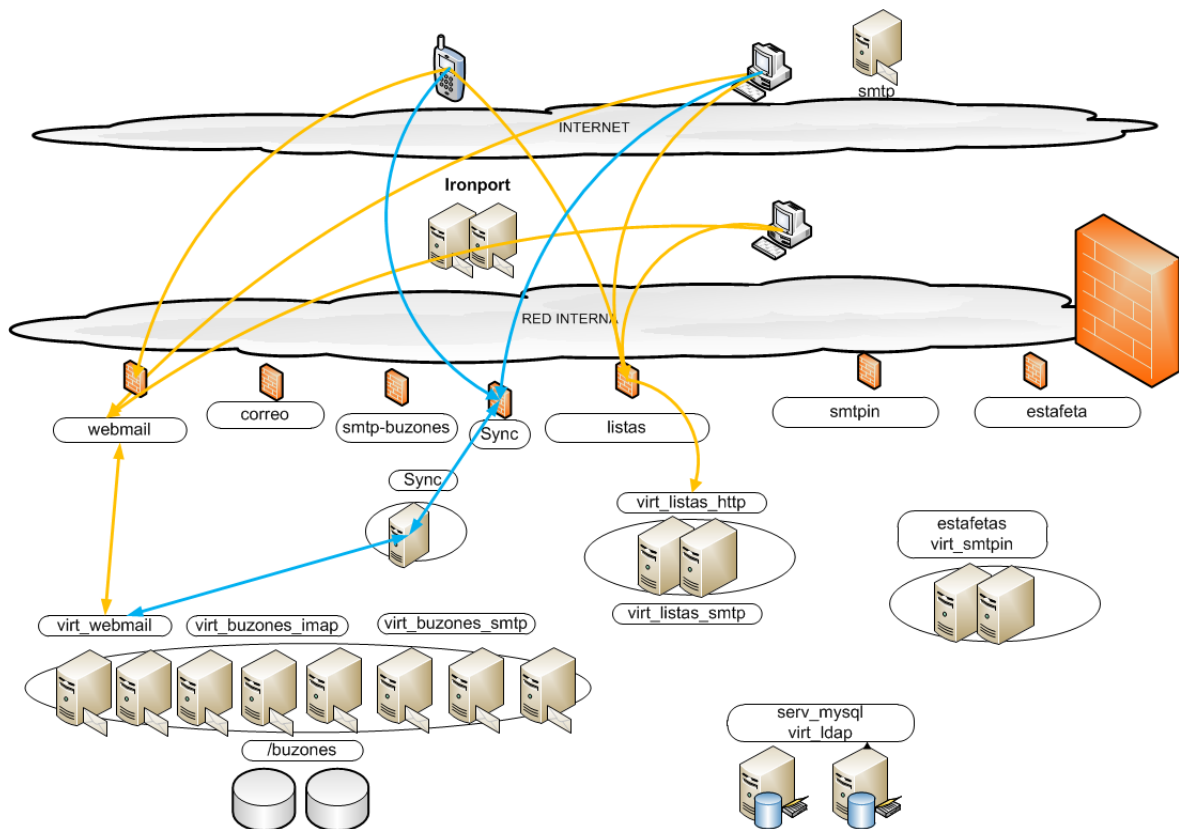 smtp
INTERNET
Ironport
RED INTERNA
webmail
correo
smtp-buzones
Sync
listas
smtpin
estafeta
Sync
virt_listas_http
estafetas
virt_smtpin
virt_listas_smtp
virt_webmail
virt_buzones_imap
virt_buzones_smtp
/buzones
serv_mysql
virt_ldap